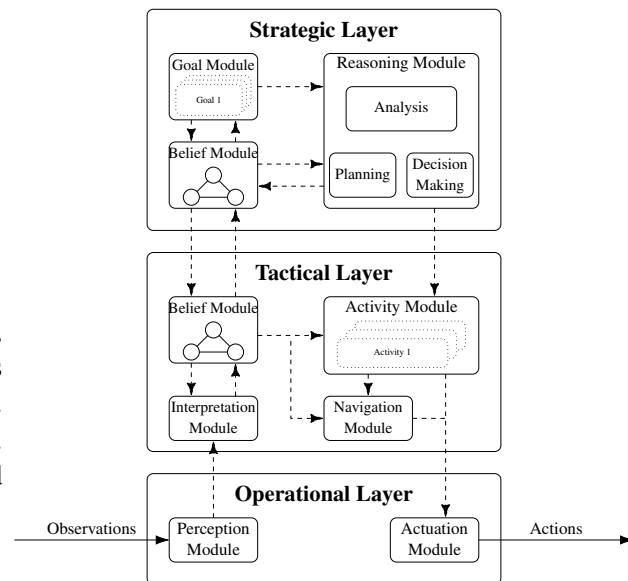 Strategic Layer
Goal Module
Goal 1
Reasoning Module
Analysis
Belief Module
Planning
Decision
Making
Tactical Layer
Belief Module
Activity Module
Activity 1
Interpretation
Module
Navigation
Module
Operational Layer
Observations
Perception
Module
Actuation
Module
Actions